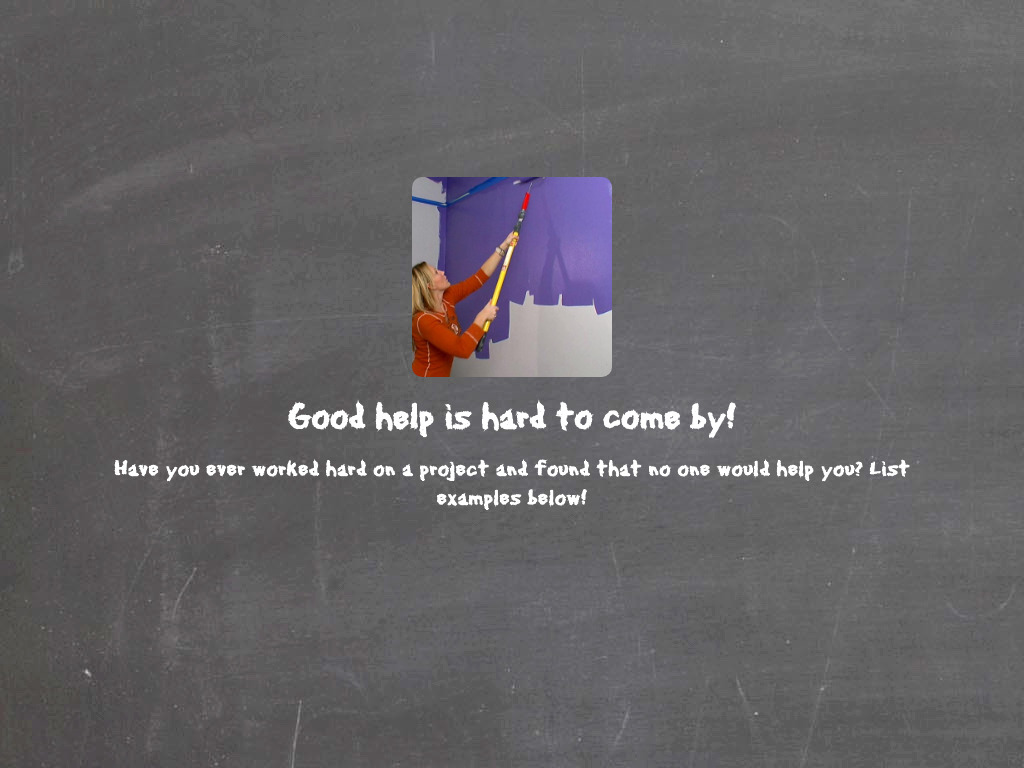 Good help is hard to come by!
Have you ever worked hard on a project and found that no one would help you? List
examples below!